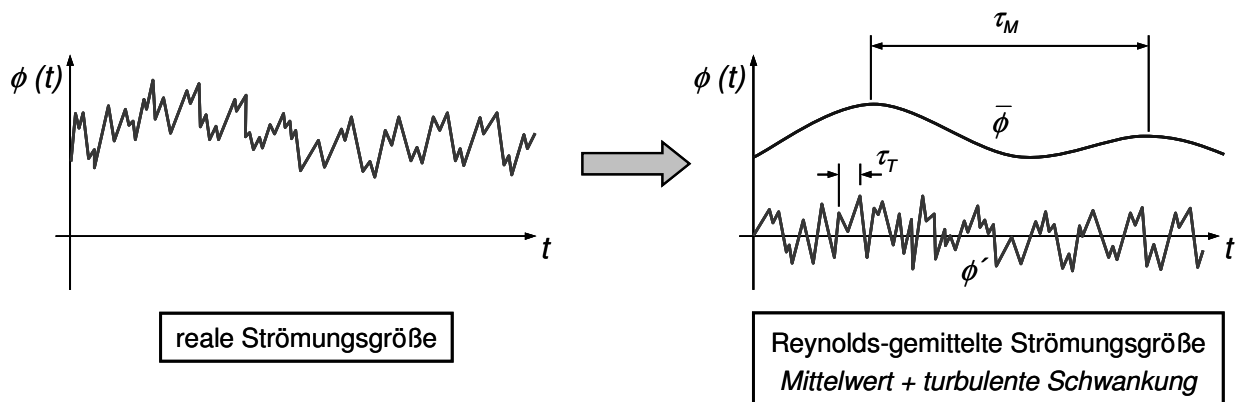 ϕ (t)
t
reale Strömungsgröße
τM
ϕ (t)
ϕ̅
τT
t
ϕ´
Reynolds-gemittelte Strömungsgröße
Mittelwert + turbulente Schwankung